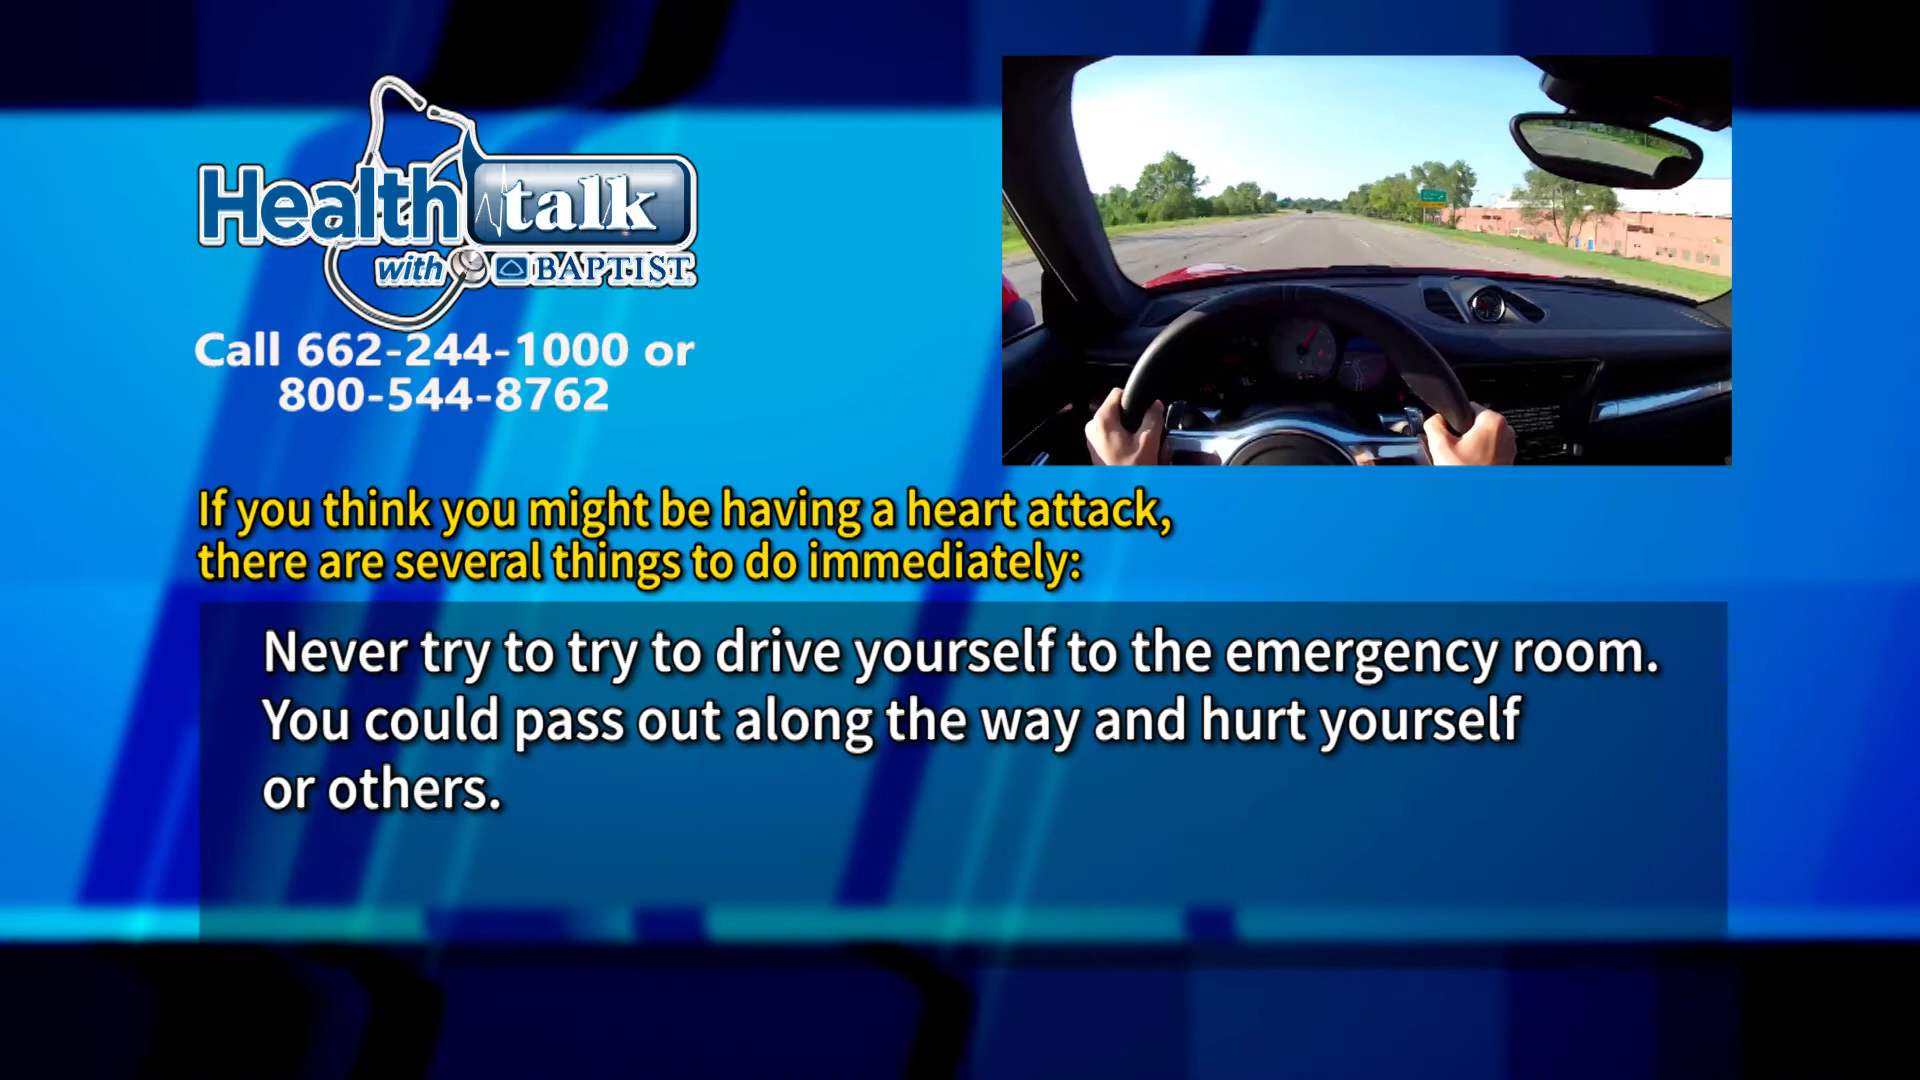 Health talk
with BAPTIST
Call 662-244-1000 or
800-544-8762
If you think you might be having a heart attack,
there are several things to do immediately:
Never try to try to drive yourself to the emergency room.
You could pass out along the way and hurt yourself
or others.